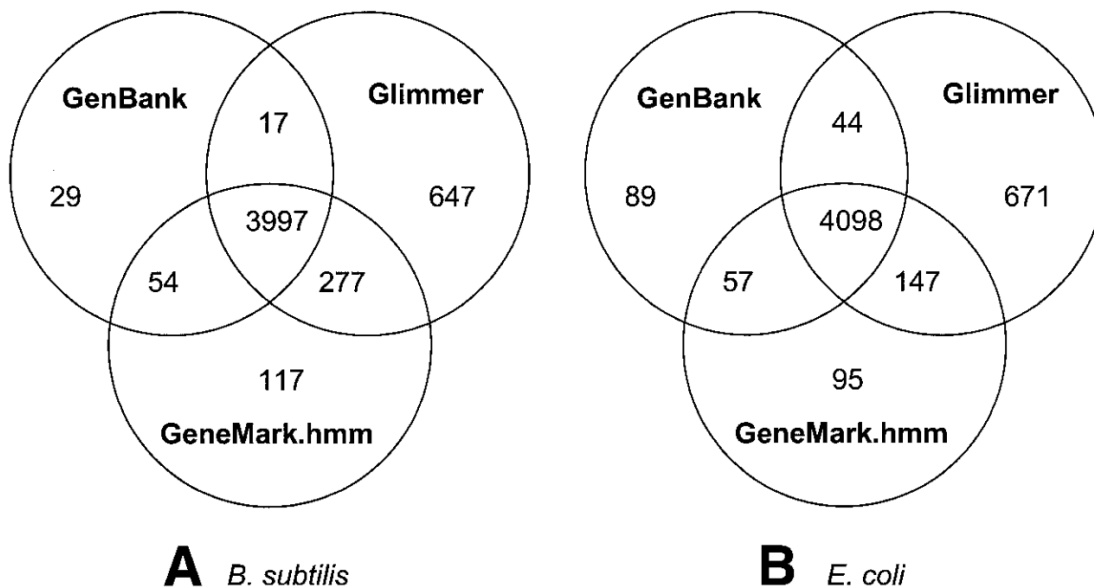 GenBank Glimmer
17
29 647
3997
54 277
117
GeneMark.hmm
A B. subtilis
GenBank Glimmer
44
89 671
4098
57 147
95
GeneMark.hmm
B E. coli